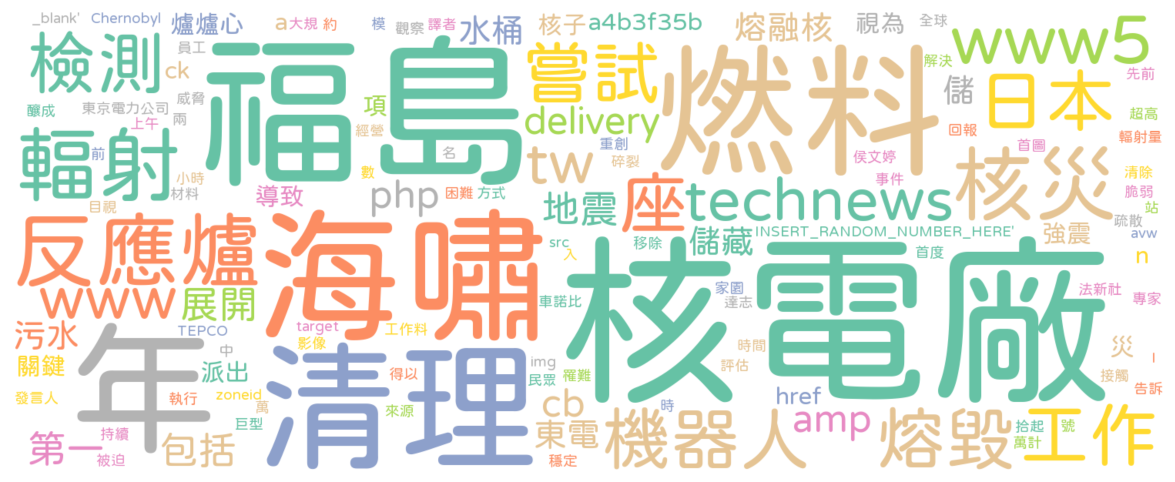 _blank' Chernobyl 爐爐心 a 大規 約 模 觀察 譯者 水桶 核子 a4b3f35b 熔融核 視為 全球
檢測 員工 福島 嘗試 燃料 解決 www5
ck 威脅 項 儲 日本 先前
釀成 東京電力公司 兩 上午 經營 delivery 重創 回報 超高
輻射 前 名 碎裂 侯文婷 首圖 輻射量
小時 材料 導致 數 php 困難 方式 tw 事件 核災 清除 脆弱
目視 地震 座 technews 站
反應爐 海嘯 src 移除 儲藏 INSERT_RANDOM_NUMBER_HERE' 強震 疏散 avw
入 核電廠 首度 n
www 展開 車諾比 家園 達志 法新社 專家
污水 年 TEPCO target 影像 工作料 時間 災 l
關鍵 中 派出 清理 img 民眾 罹難 評估 接觸
發言人 執行 zoneid 得以 cb 時 href 告訴
萬 巨型 來源 東電 機器人 amp 熔毀 拾起 號 工作
第一 持續 被迫 包括 穩定 萬計